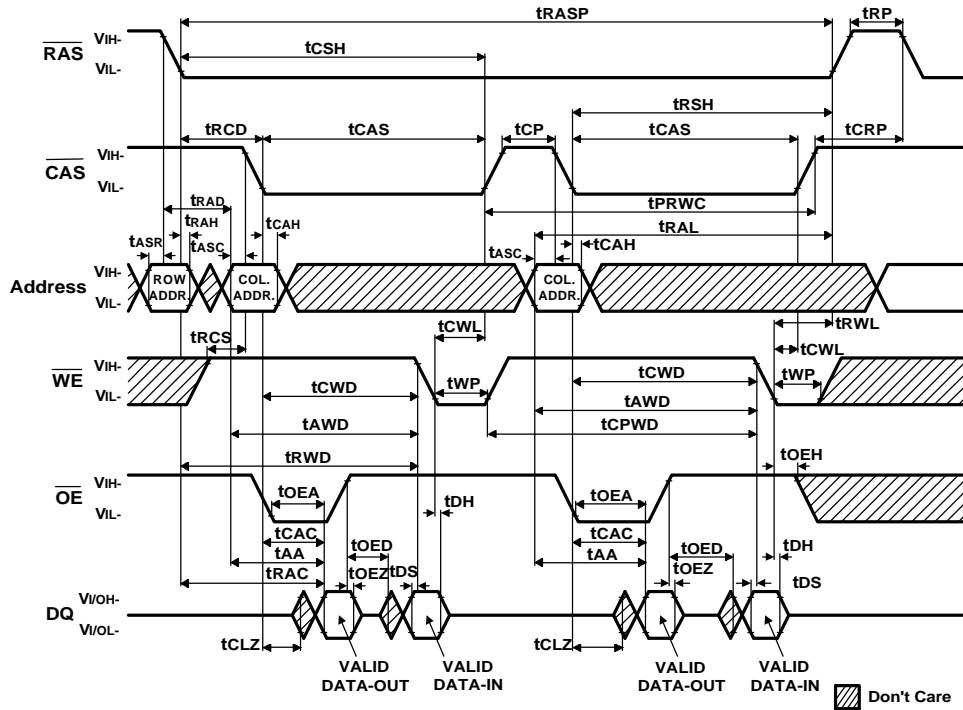 tRASP
tRP
RAS
VIH-
VIL-
tCSH
tRSH
tRCD
tCAS
tCP
tCAS
tCRP
CAS
VIH-
VIL-
tPRWC
tRAD
tRAH
tCAH
tRAL
tASR
tASC
tASC
tCAH
Address
VIH-
VIL-
ROW
ADDR.
COL.
ADDR.
COL.
ADDR.
tRCS
tCWL
tRWL
tCWL
WE
VIH-
VIL-
tCWD
tWP
tCWD
tWP
tAWD
tAWD
tCPWD
tRWD
tOEH
OE
VIH-
VIL-
tOEA
tDH
tOEA
tCAC
tCAC
tAA
tOED
tAA
tOED
tDH
tRAC
tOEZ
tDS
tOEZ
tDS
DQ
VI/OH-
VI/OL-
tCLZ
tCLZ
VALID
DATA-OUT
VALID
DATA-IN
VALID
DATA-OUT
VALID
DATA-IN
Don't Care